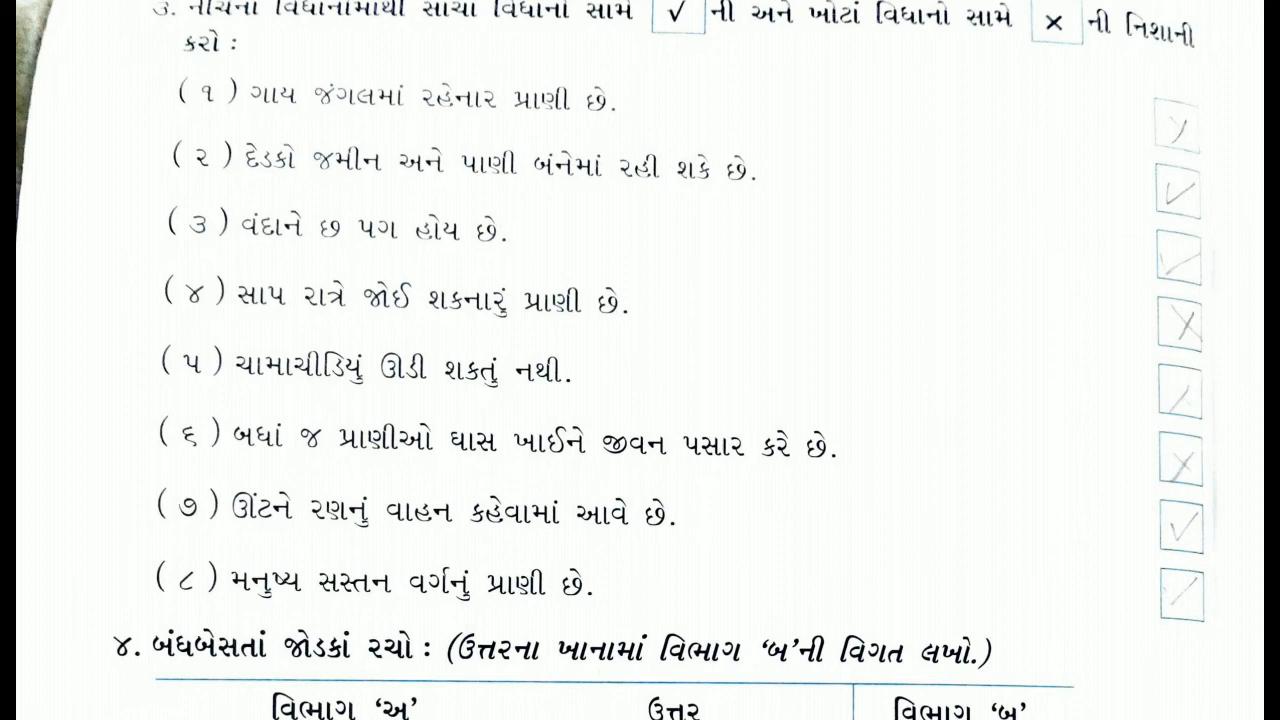 ૩. નીચેનાં વિધાનોમાંથી સાચાં વિધાનો સામે ✓ ની અને ખોટાં વિધાનો સામે × ની નિશાની
કરો :
( ૧ ) ગાય જંગલમાં રહેનાર પ્રાણી છે.
( ૨ ) દેડકો જમીન અને પાણી બંનેમાં રહી શકે છે. ✓
( ૩ ) વંદાને છ પગ હોય છે. ✓
( ૪ ) સાપ રાત્રે જોઈ શકનારું પ્રાણી છે. ×
( ૫ ) ચામાચીડિયું ઊડી શકતું નથી.
( ૬ ) બધાં જ પ્રાણીઓ ઘાસ ખાઈને જીવન પસાર કરે છે. ×
( ૭ ) ઊંટને રણનું વાહન કહેવામાં આવે છે. ✓
( ૮ ) મનુષ્ય સસ્તન વર્ગનું પ્રાણી છે.
૪. બંધબેસતાં જોડકાં રચો : (ઉત્તરના ખાનામાં વિભાગ ‘બ’ની વિગત લખો.)
વિભાગ ‘અ’ ઉત્તર વિભાગ ‘બ’